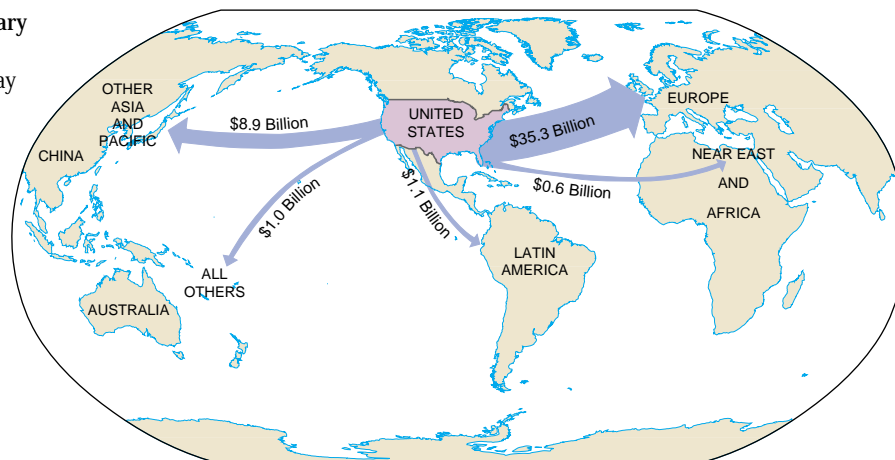 ary
ay
OTHER
ASIA
AND
PACIFIC
CHINA
$8.9 Billion
UNITED
STATES
$35.3 Billion
EUROPE
NEAR EAST
AND
AFRICA
$0.6 Billion
$1.0 Billion
$1.1 Billion
ALL
OTHERS
LATIN
AMERICA
AUSTRALIA